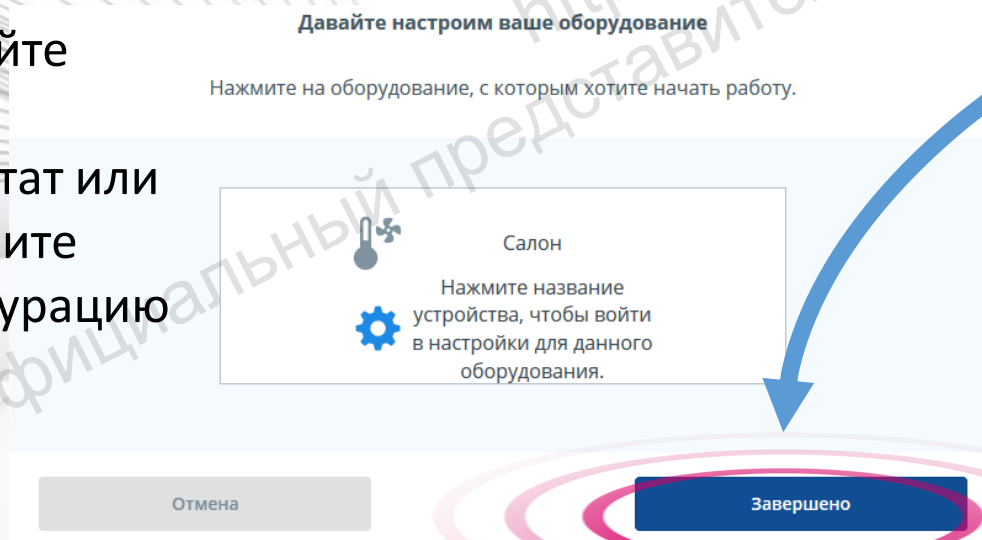 Давайте настроим ваше оборудование
йте
Нажмите на оборудование, с которым хотите начать работу.
тат или
ите
урацию
Салон
Нажмите название
устройства, чтобы войти
в настройки для данного
оборудования.
Отмена
Завершено